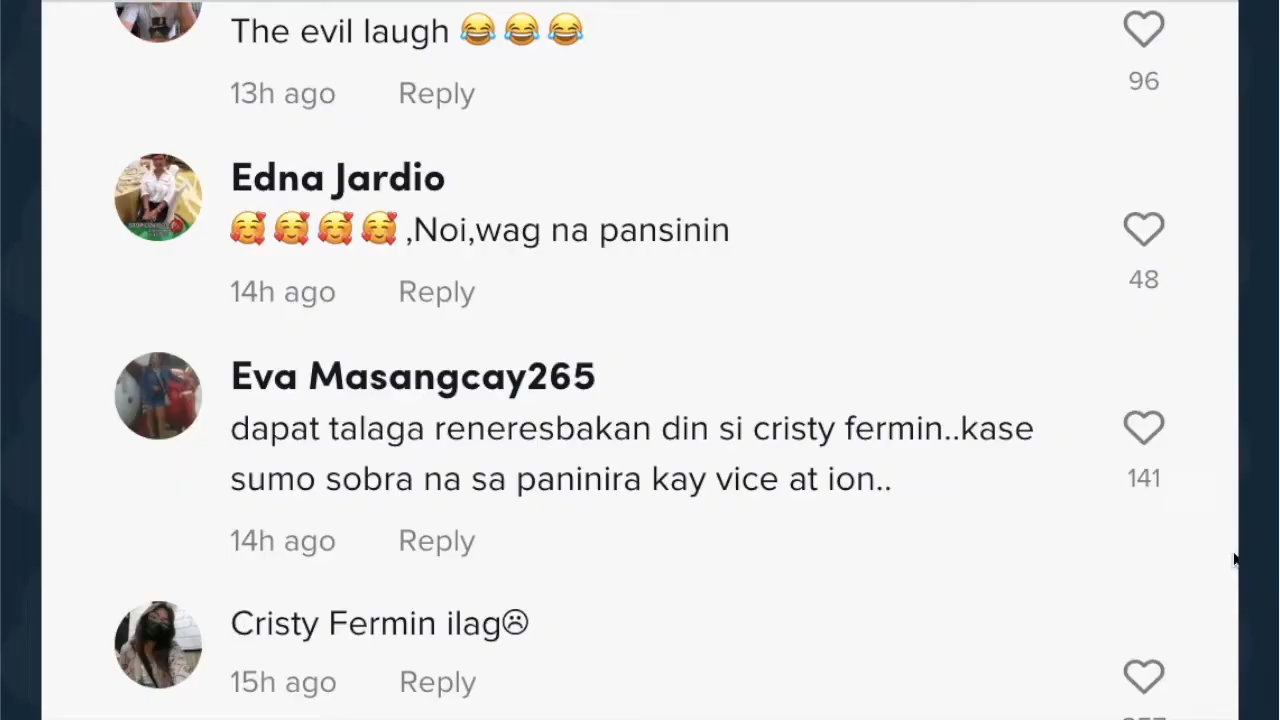 The evil laugh 😂😂😂
96
13h ago Reply
Edna Jardio
🥰🥰🥰🥰,Noi,wag na pansinin
48
14h ago Reply
Eva Masangcay265
dapat talaga reneresbakan din si cristy fermin..kase
sumo sobra na sa paninira kay vice at ion..
141
14h ago Reply
Cristy Fermin ilag☹
15h ago Reply